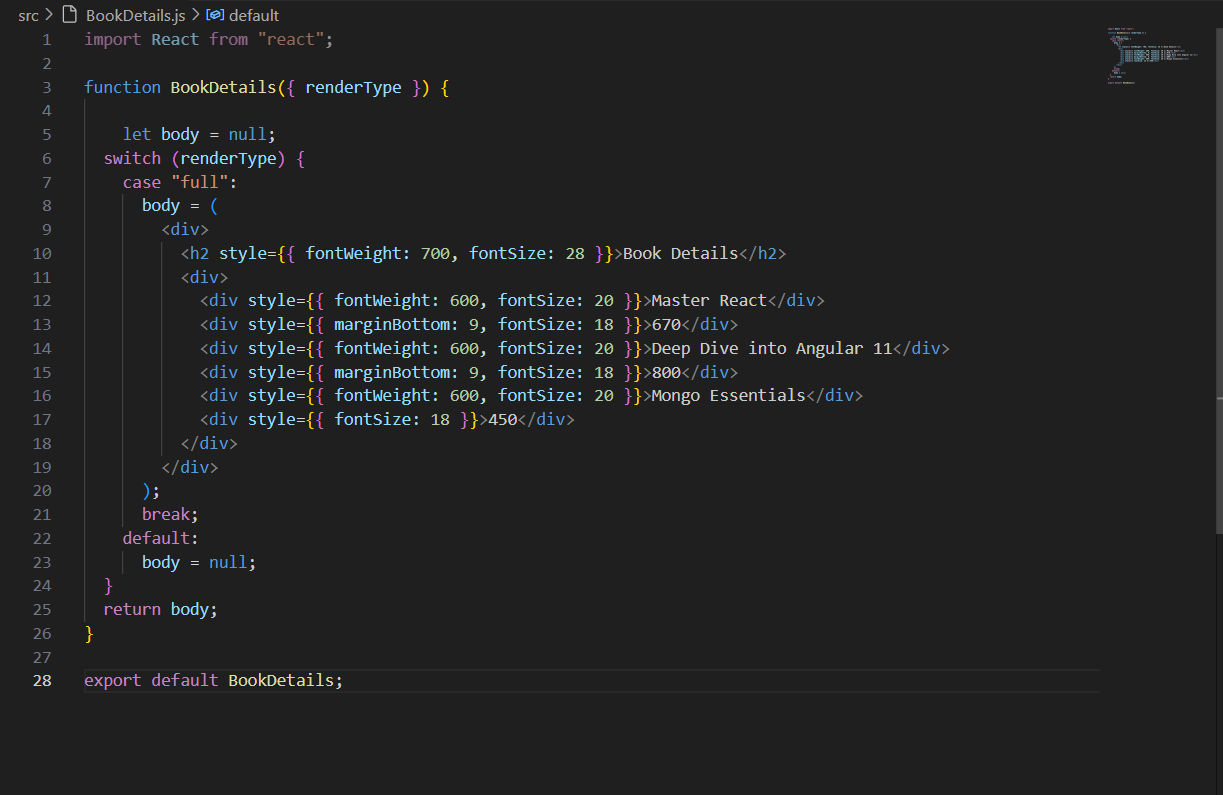 src > BookDetails.js > default
1 import React from "react";
2
3 function BookDetails({ renderType }) {
4
5     let body = null;
6   switch (renderType) {
7     case "full":
8       body = (
9         <div>
10           <h2 style={{ fontWeight: 700, fontSize: 28 }}>Book Details</h2>
11           <div>
12             <div style={{ fontWeight: 600, fontSize: 20 }}>Master React</div>
13             <div style={{ marginBottom: 9, fontSize: 18 }}>670</div>
14             <div style={{ fontWeight: 600, fontSize: 20 }}>Deep Dive into Angular 11</div>
15             <div style={{ marginBottom: 9, fontSize: 18 }}>800</div>
16             <div style={{ fontWeight: 600, fontSize: 20 }}>Mongo Essentials</div>
17             <div style={{ fontSize: 18 }}>450</div>
18           </div>
19         </div>
20       );
21       break;
22     default:
23       body = null;
24   }
25   return body;
26 }
27
28 export default BookDetails;